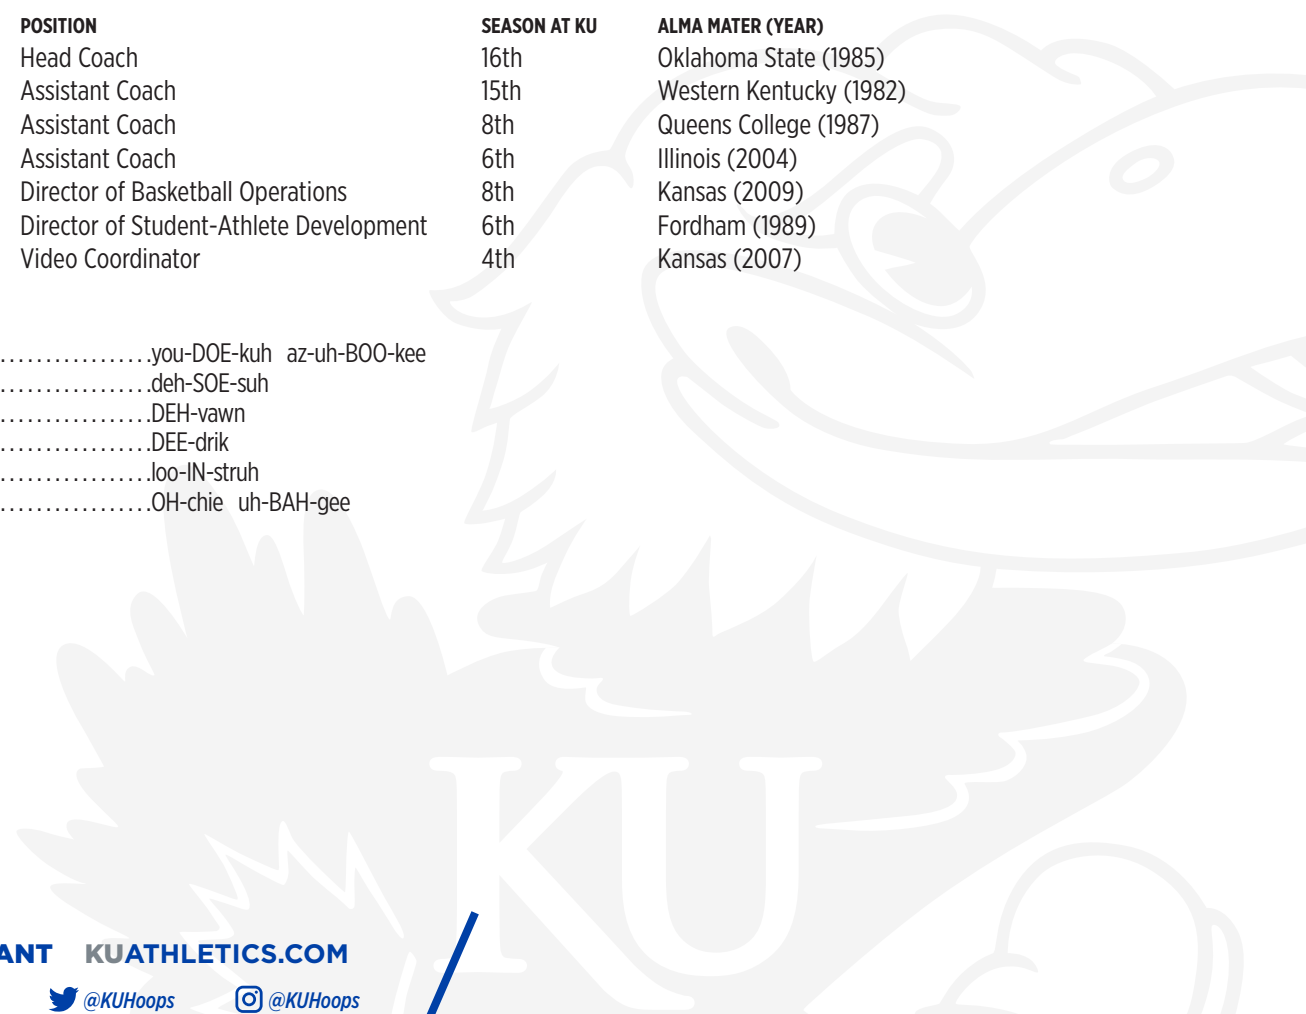 POSITION SEASON AT KU ALMA MATER (YEAR)
Head Coach 16th Oklahoma State (1985)
Assistant Coach 15th Western Kentucky (1982)
Assistant Coach 8th Queens College (1987)
Assistant Coach 6th Illinois (2004)
Director of Basketball Operations 8th Kansas (2009)
Director of Student-Athlete Development 6th Fordham (1989)
Video Coordinator 4th Kansas (2007)
.................you-DOE-kuh az-uh-BOO-kee
.................deh-SOE-suh
.................DEH-vawn
.................DEE-drik
.................loo-IN-struh
.................OH-chie uh-BAH-gee
KU
ANT KUATHLETICS.COM
@KUHoops @KUHoops